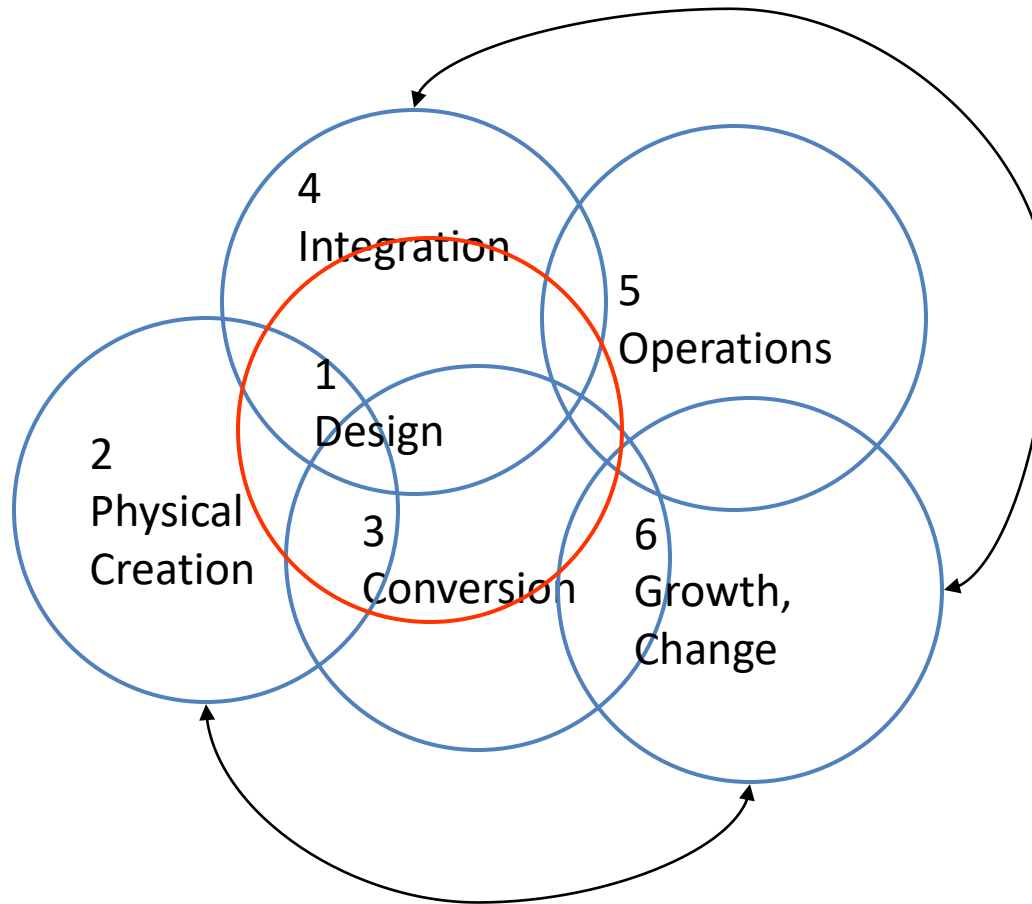 4
Integration
5
Operations
1
Design
2
Physical
Creation
3
Conversion
6
Growth,
Change